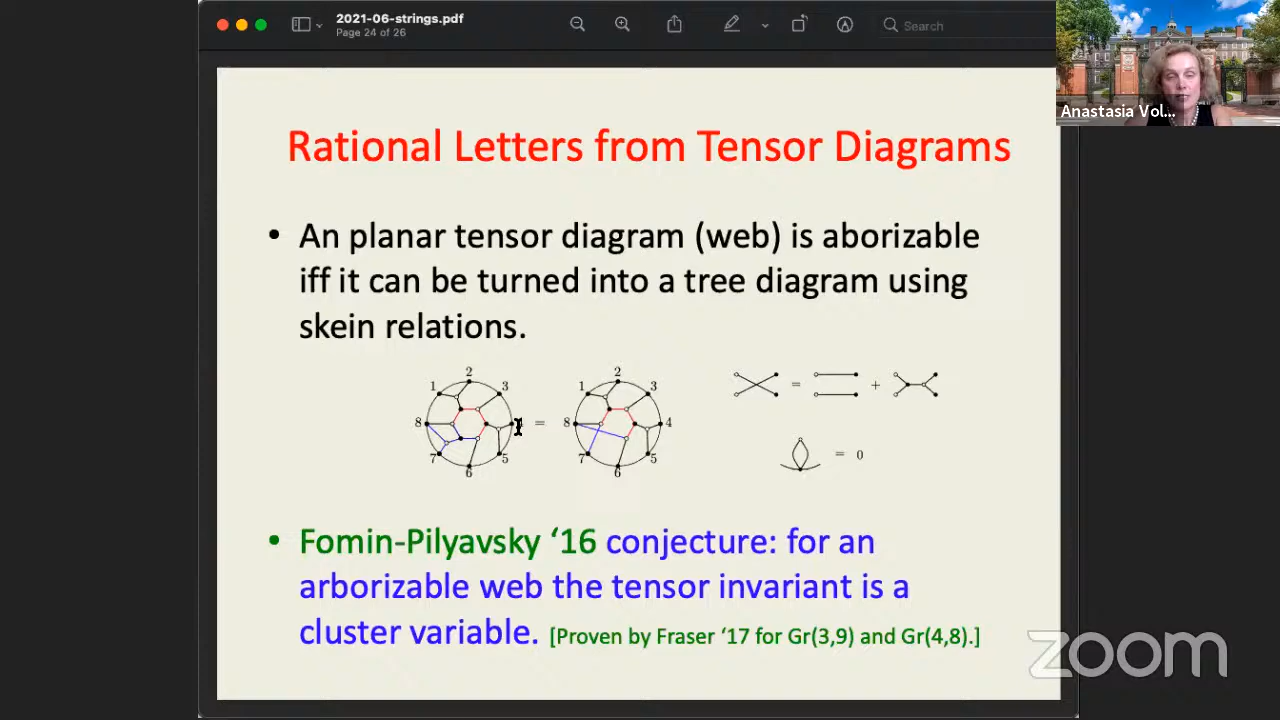 2021-06-strings.pdf
Page 24 of 26
Search
Anastasia Vol...
Rational Letters from Tensor Diagrams
• An planar tensor diagram (web) is aborizable
iff it can be turned into a tree diagram using
skein relations.
1 2 3 4 5 6 7 8 = 1 2 3 4 5 6 7 8
= +
= 0
• Fomin-Pilyavsky ‘16 conjecture: for an
arborizable web the tensor invariant is a
cluster variable. [Proven by Fraser ‘17 for Gr(3,9) and Gr(4,8).]
zoom